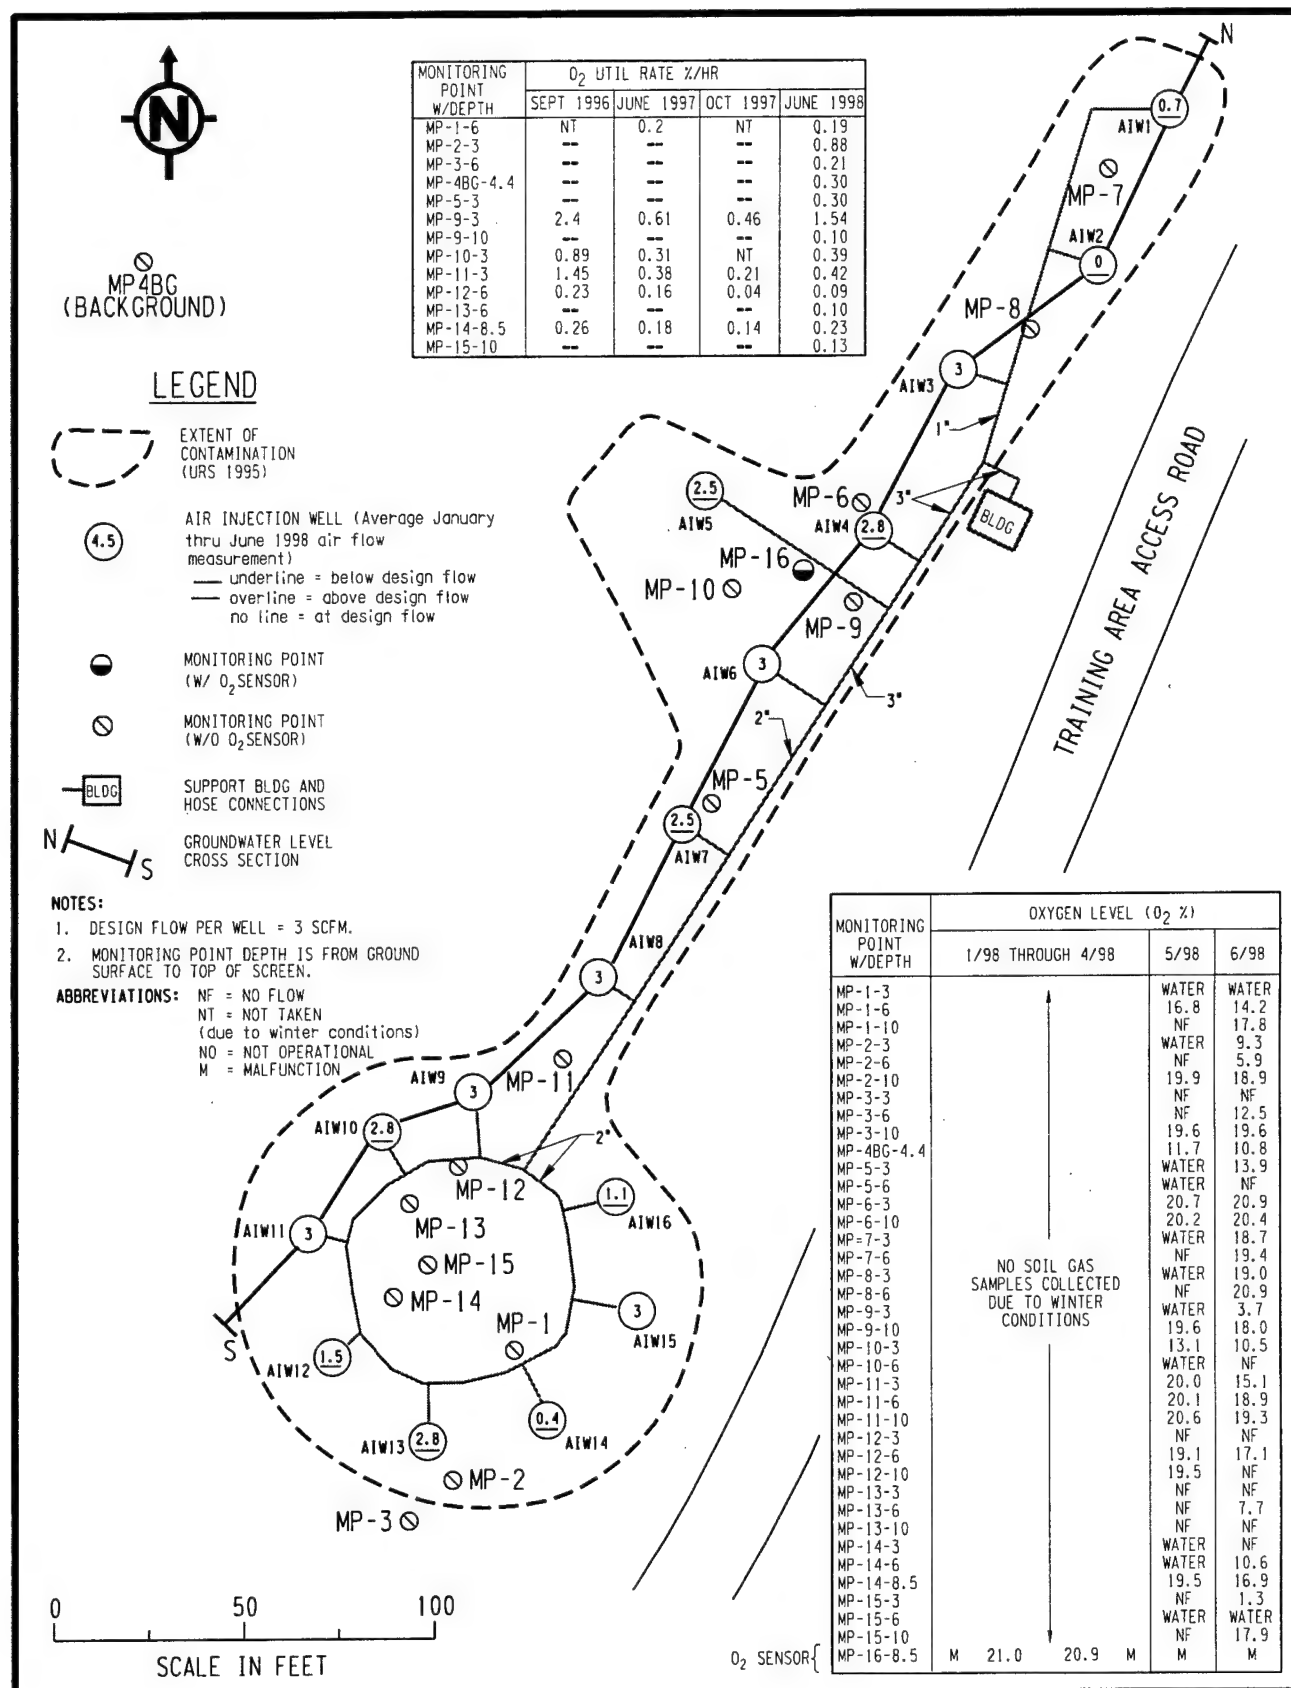 N
N
MONITORING POINT W/DEPTH | O2 UTIL RATE %/HR
SEPT 1996 | JUNE 1997 | OCT 1997 | JUNE 1998
MP-1-6 NT 0.2 NT 0.19
MP-2-3 -- -- -- 0.88
MP-3-6 -- -- -- 0.21
MP-4BG-4.4 -- -- -- 0.30
MP-5-3 -- -- -- 0.30
MP-9-3 2.4 0.61 0.46 1.54
MP-9-10 -- -- -- 0.10
MP-10-3 0.89 0.31 NT 0.39
MP-11-3 1.45 0.38 0.21 0.42
MP-12-6 0.23 0.16 0.04 0.09
MP-13-6 -- -- -- 0.10
MP-14-8.5 0.26 0.18 0.14 0.23
MP-15-10 -- -- -- 0.13
0.7
AIW1
MP-7
AIW2
0
MP4BG
(BACKGROUND)
MP-8
3
AIW3
1"
3"
BLDG
2.5
AIW5
MP-6
AIW4
2.8
MP-16
MP-10
MP-9
AIW6
3
3"
2"
MP-5
2.5
AIW7
AIW8
3
TRAINING AREA ACCESS ROAD
LEGEND
EXTENT OF
CONTAMINATION
(URS 1995)
4.5
AIR INJECTION WELL (Average January
thru June 1998 air flow
measurement)
underline = below design flow
overline = above design flow
no line = at design flow
MONITORING POINT
(W/ O2 SENSOR)
MONITORING POINT
(W/O O2 SENSOR)
BLDG
SUPPORT BLDG AND
HOSE CONNECTIONS
N
S
GROUNDWATER LEVEL
CROSS SECTION
NOTES:
1. DESIGN FLOW PER WELL = 3 SCFM.
2. MONITORING POINT DEPTH IS FROM GROUND
SURFACE TO TOP OF SCREEN.
ABBREVIATIONS: NF = NO FLOW
NT = NOT TAKEN
(due to winter conditions)
NO = NOT OPERATIONAL
M = MALFUNCTION
AIW9
3
MP-11
AIW10
2.8
2"
MP-12
MP-13
1.1
AIW16
AIW11
3
MP-15
MP-14
MP-1
3
AIW15
S
AIW12
1.5
AIW13
2.8
0.4
AIW14
MP-2
MP-3
0 50 100
SCALE IN FEET
MONITORING POINT W/DEPTH | OXYGEN LEVEL (O2 %)
1/98 THROUGH 4/98 | 5/98 | 6/98
NO SOIL GAS
SAMPLES COLLECTED
DUE TO WINTER
CONDITIONS
MP-1-3 WATER WATER
MP-1-6 16.8 14.2
MP-1-10 NF 17.8
MP-2-3 WATER 9.3
MP-2-6 NF 5.9
MP-2-10 19.9 18.9
MP-3-3 NF NF
MP-3-6 NF 12.5
MP-3-10 19.6 19.6
MP-4BG-4.4 11.7 10.8
MP-5-3 WATER 13.9
MP-5-6 WATER NF
MP-6-3 20.7 20.9
MP-6-10 20.2 20.4
MP=7-3 WATER 18.7
MP-7-6 NF 19.4
MP-8-3 WATER 19.0
MP-8-6 NF 20.9
MP-9-3 WATER 3.7
MP-9-10 19.6 18.0
MP-10-3 13.1 10.5
MP-10-6 WATER NF
MP-11-3 20.0 15.1
MP-11-6 20.1 18.9
MP-11-10 20.6 19.3
MP-12-3 NF NF
MP-12-6 19.1 17.1
MP-12-10 19.5 NF
MP-13-3 NF NF
MP-13-6 NF 7.7
MP-13-10 NF NF
MP-14-3 WATER NF
MP-14-6 WATER 10.6
MP-14-8.5 19.5 16.9
MP-15-3 NF 1.3
MP-15-6 WATER WATER
MP-15-10 NF 17.9
O2 SENSOR{ MP-16-8.5 M 21.0 20.9 M M M